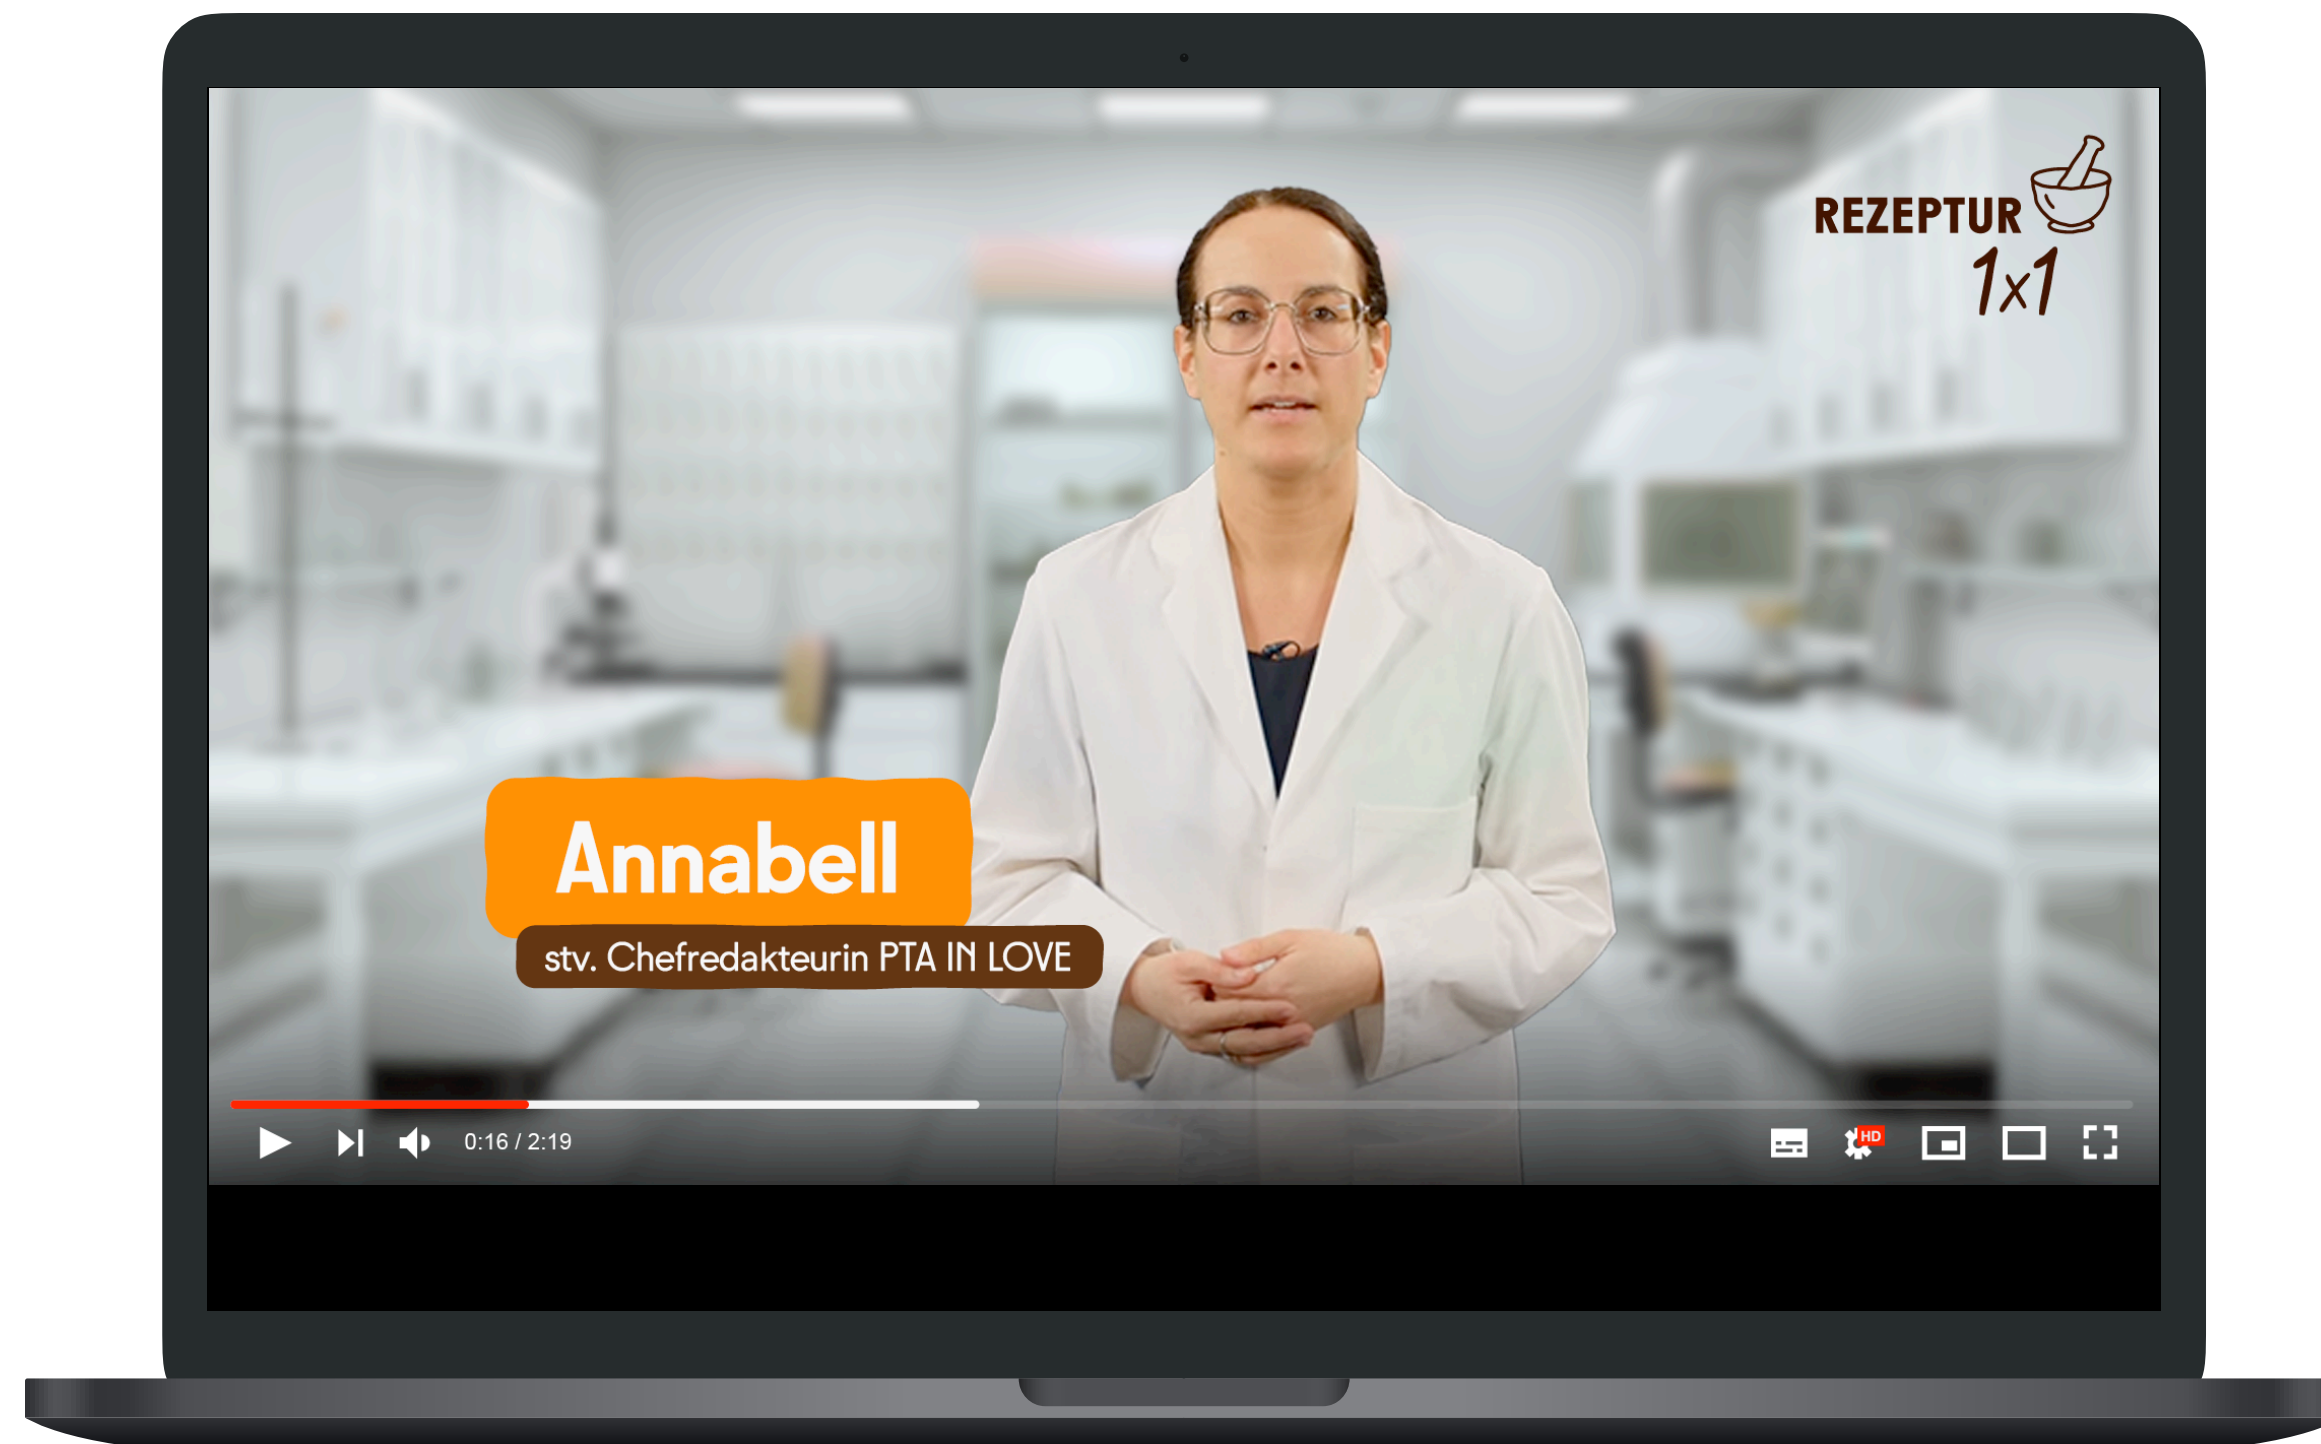 REZEPTUR
1x1
Annabell
stv. Chefredakteurin PTA IN LOVE
0:16 / 2:19
HD